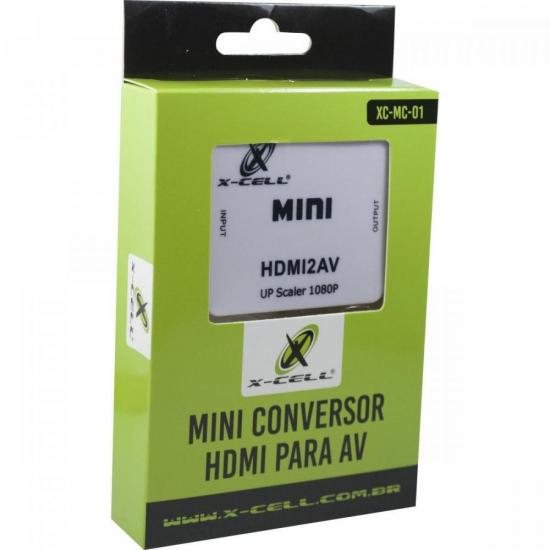 XC-MC-01
X-CELL®
MINI
INPUT
OUTPUT
HDMI2AV
UP Scaler 1080P
X-CELL®
MINI CONVERSOR
HDMI PARA AV
WWW.X-CELL.COM.BR